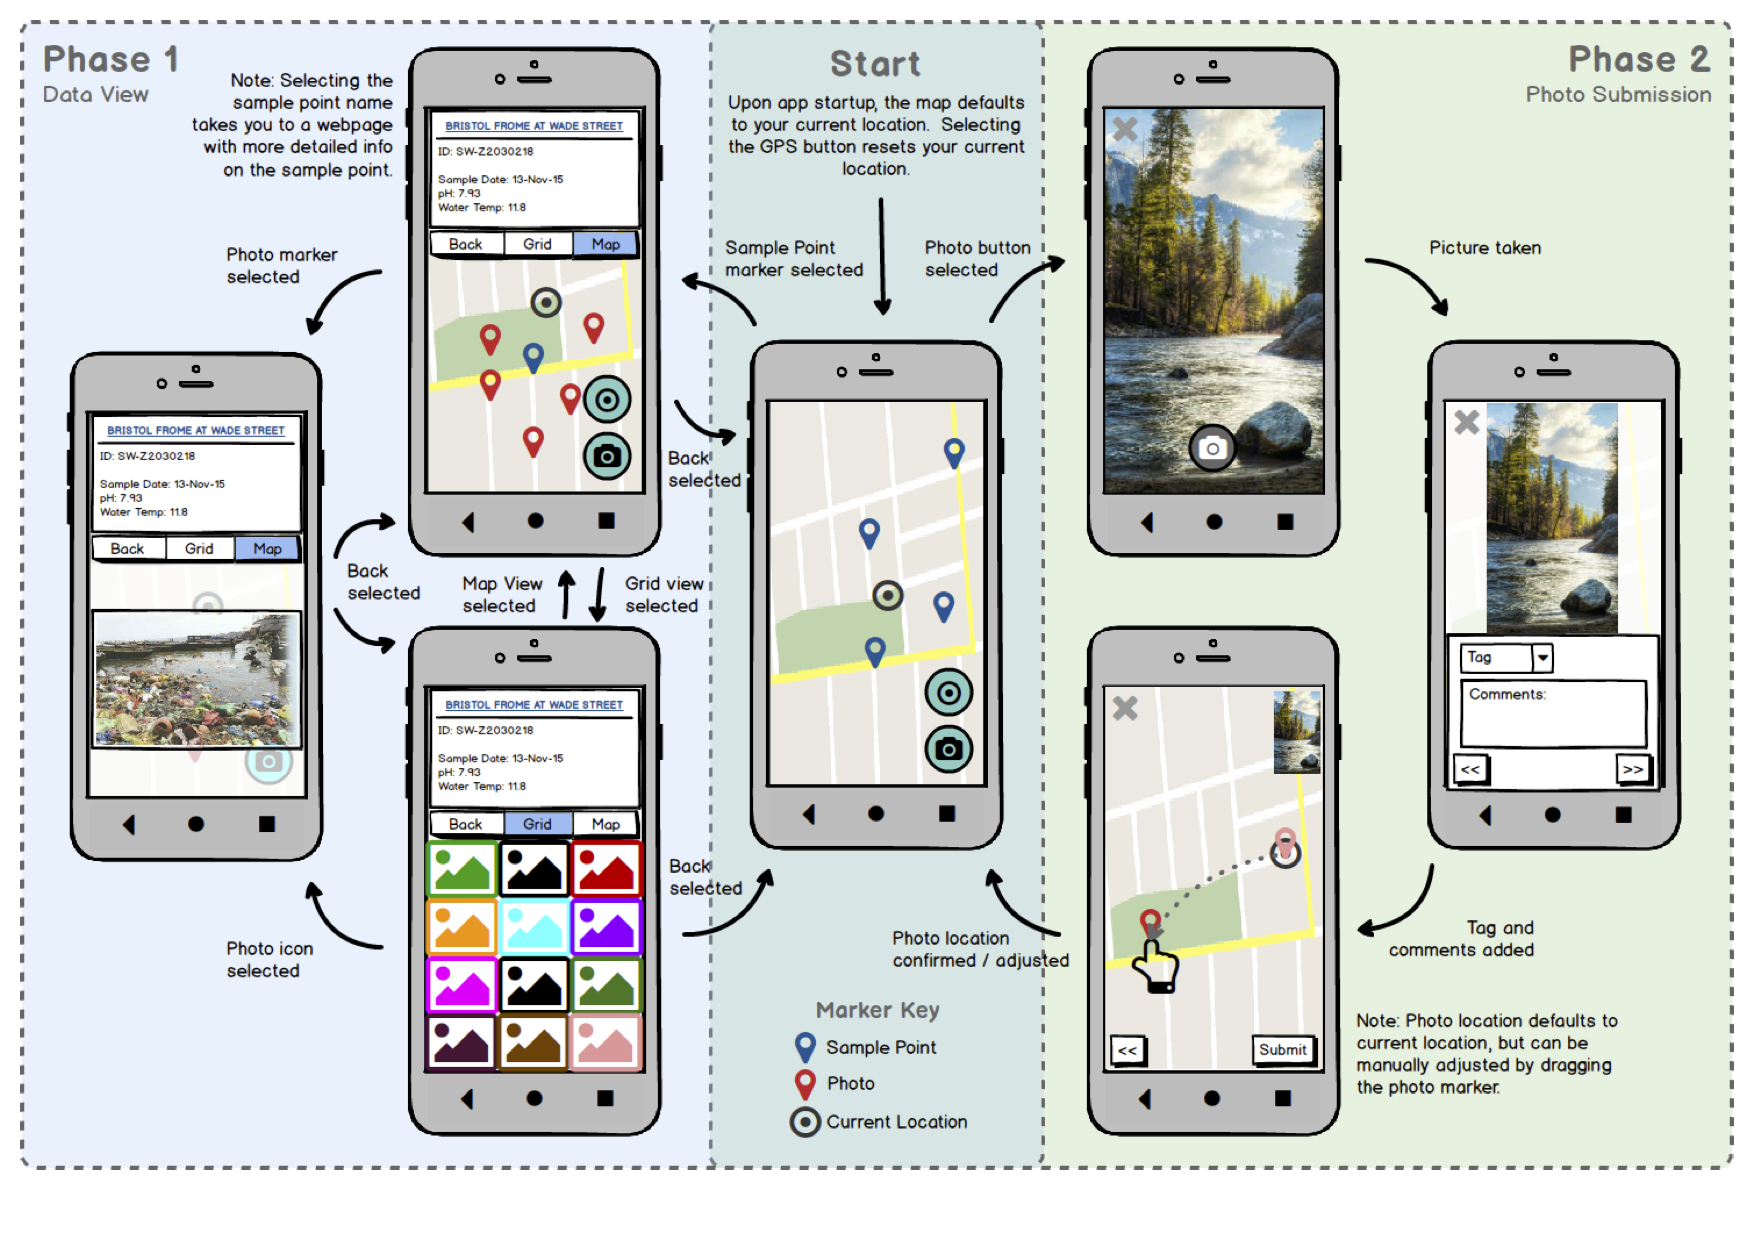 Phase 1
Data View
Note: Selecting the
sample point name
takes you to a webpage
with more detailed info
on the sample point.
BRISTOL FROME AT WADE STREET
ID: SW-Z2030218
Sample Date: 13-Nov-15
pH: 7.93
Water Temp: 11.8
Back Grid Map
Photo marker
selected
BRISTOL FROME AT WADE STREET
ID: SW-Z2030218
Sample Date: 13-Nov-15
pH: 7.93
Water Temp: 11.8
Back Grid Map
Back
selected
Map View
selected
Grid view
selected
BRISTOL FROME AT WADE STREET
ID: SW-Z2030218
Sample Date: 13-Nov-15
pH: 7.93
Water Temp: 11.8
Back Grid Map
Photo icon
selected
Back
selected
Back
selected
Start
Upon app startup, the map defaults
to your current location. Selecting
the GPS button resets your current
location.
Sample Point
marker selected
Photo button
selected
Photo location
confirmed / adjusted
Marker Key
Sample Point
Photo
Current Location
Phase 2
Photo Submission
Picture taken
Tag
Comments:
<< >>
Tag and
comments added
<< Submit
Note: Photo location defaults to
current location, but can be
manually adjusted by dragging
the photo marker.